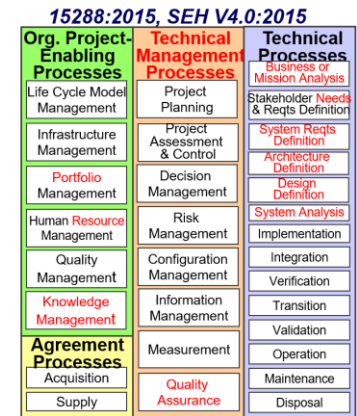 15288:2015, SEH V4.0:2015
Org. Project-
Enabling
Processes
Life Cycle Model
Management
Infrastructure
Management
Portfolio
Management
Human Resource
Management
Quality
Management
Knowledge
Management
Agreement
Processes
Acquisition
Supply
Technical
Management
Processes
Project
Planning
Project
Assessment
& Control
Decision
Management
Risk
Management
Configuration
Management
Information
Management
Measurement
Quality
Assurance
Technical
Processes
Business or
Mission Analysis
Stakeholder Needs
& Reqts Definition
System Reqts
Definition
Architecture
Definition
Design
Definition
System Analysis
Implementation
Integration
Verification
Transition
Validation
Operation
Maintenance
Disposal